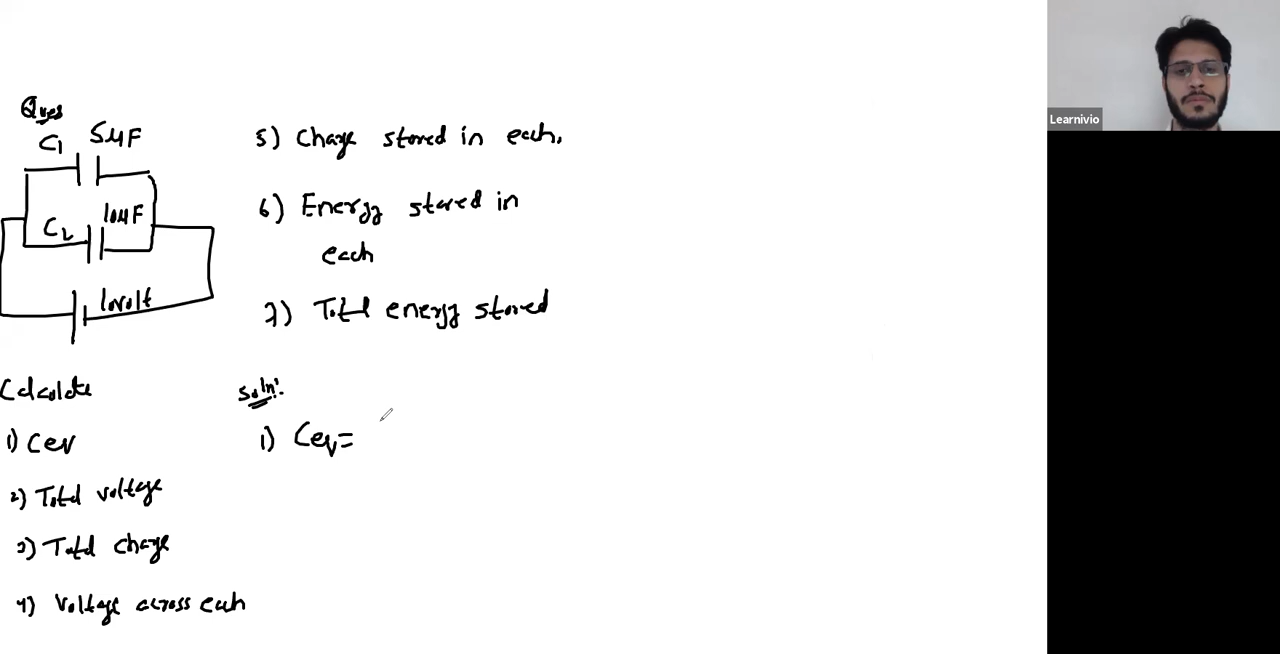 Ques
C1 5μF
C2 10μF
10volt
Calculate
1) Ceq
2) Total voltage
3) Total charge
4) Voltage across each
5) Charge stored in each.
6) Energy stored in
each
7) Total energy stored
Soln:-
1) Ceq=
Learnivio